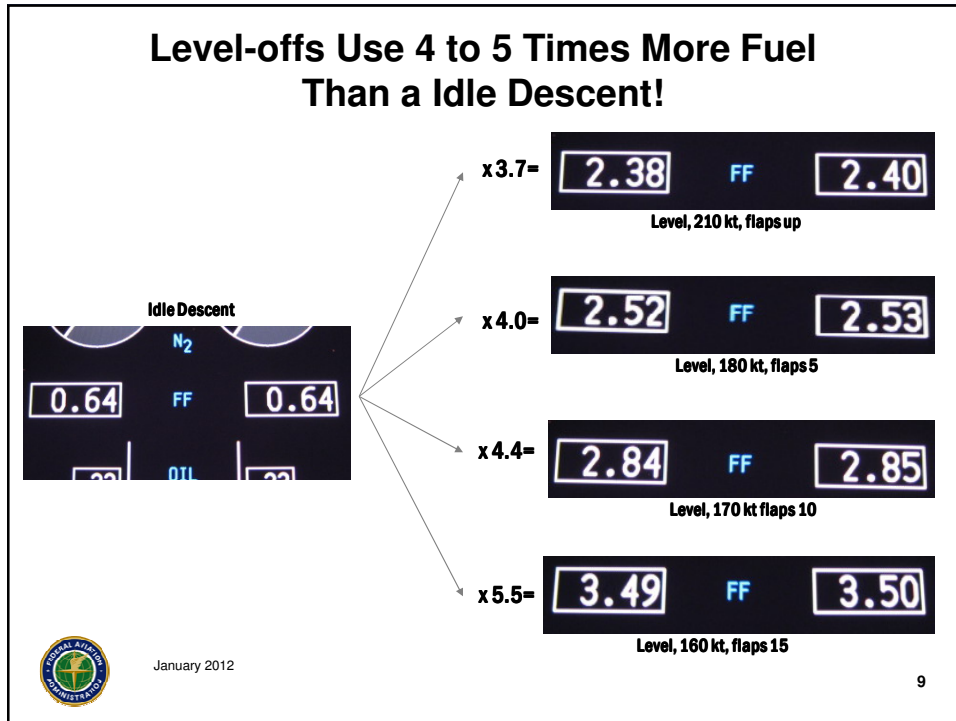 Level-offs Use 4 to 5 Times More Fuel
Than a Idle Descent!
x 3.7=
2.38 FF 2.40
Level, 210 kt, flaps up
Idle Descent
N2
0.64 FF 0.64
OIL
x 4.0=
2.52 FF 2.53
Level, 180 kt, flaps 5
x 4.4=
2.84 FF 2.85
Level, 170 kt flaps 10
x 5.5=
3.49 FF 3.50
Level, 160 kt, flaps 15
FEDERAL AVIATION
ADMINISTRATION
January 2012
9